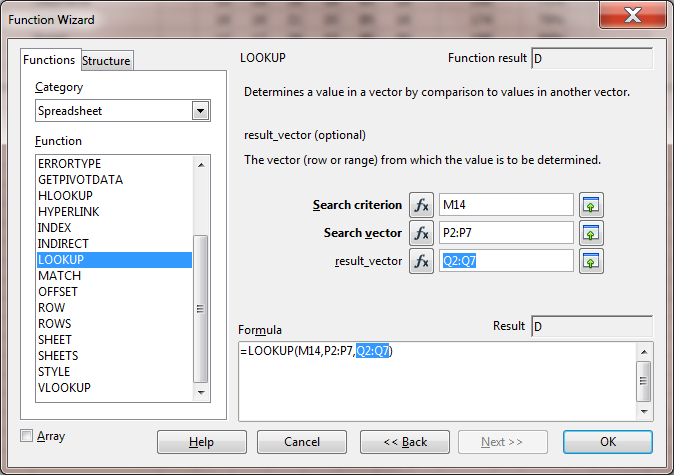 Function Wizard
Functions
Structure
Category
Spreadsheet
Function
ERRORTYPE
GETPIVOTDATA
HLOOKUP
HYPERLINK
INDEX
INDIRECT
LOOKUP
MATCH
OFFSET
ROW
ROWS
SHEET
SHEETS
STYLE
VLOOKUP
LOOKUP
Function result D
Determines a value in a vector by comparison to values in another vector.
result_vector (optional)
The vector (row or range) from which the value is to be determined.
Search criterion fx M14
Search vector fx P2:P7
result_vector fx Q2:Q7
Formula
Result D
=LOOKUP(M14,P2:P7,Q2:Q7)
Array
Help
Cancel
<< Back
Next >>
OK